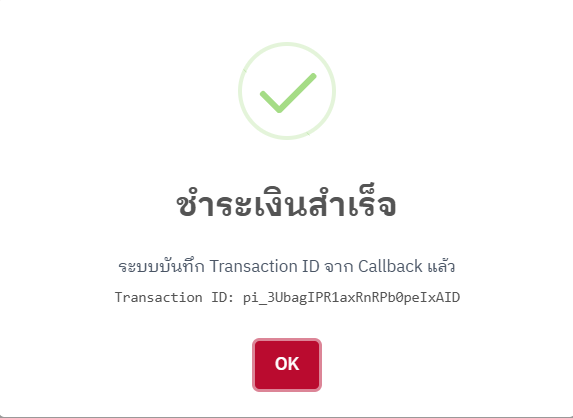 ชำระเงินสำเร็จ
ระบบบันทึก Transaction ID จาก Callback แล้ว
Transaction ID: pi_3UbagIPR1axRnRPb0peIxAID
OK